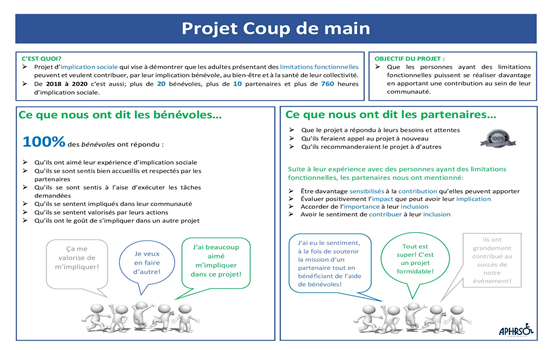 Projet Coup de main
C'EST QUOI?
Projet d'implication sociale qui vise à démontrer que les adultes présentant des limitations fonctionnelles
peuvent et veulent contribuer, par leur implication bénévole, au bien-être et à la santé de leur collectivité.
De 2018 à 2020 c'est aussi; plus de 20 bénévoles, plus de 10 partenaires et plus de 760 heures
d'implication sociale.
OBJECTIF DU PROJET :
Que les personnes ayant des limitations
fonctionnelles puissent se réaliser davantage
en apportant une contribution au sein de leur
communauté.
Ce que nous ont dit les bénévoles...
100% des bénévoles ont répondu :
Qu'ils ont aimé leur expérience d'implication sociale
Qu'ils se sont sentis bien accueillis et respectés par les
partenaires
Qu'ils se sont sentis à l'aise d'exécuter les tâches
demandées
Qu'ils se sentent impliqués dans leur communauté
Qu'ils se sentent valorisés par leurs actions
Qu'ils ont le goût de s'impliquer dans un autre projet
Ça me
valorise de
m'impliquer!
Je veux
en faire
d'autre!
J'ai beaucoup
aimé
m'impliquer
dans ce projet!
Ce que nous ont dit les partenaires...
Que le projet a répondu à leurs besoins et attentes
Qu'ils feraient appel au projet à nouveau
Qu'ils recommanderaient le projet à d'autres
100%
Suite à leur expérience avec des personnes ayant des limitations
fonctionnelles, les partenaires nous ont mentionné:
Être davantage sensibilisés à la contribution qu'elles peuvent apporter
Évaluer positivement l'impact que peut avoir leur implication
Accorder de l'importance à leur inclusion
Avoir le sentiment de contribuer à leur inclusion
J'ai eu le sentiment,
à la fois de soutenir
la mission d'un
partenaire tout en
bénéficiant de l'aide
de bénévoles!
Tout est
super! C'est
un projet
formidable!
Ils ont
grandement
contribué au
succès de
notre
événement!
APHRSO